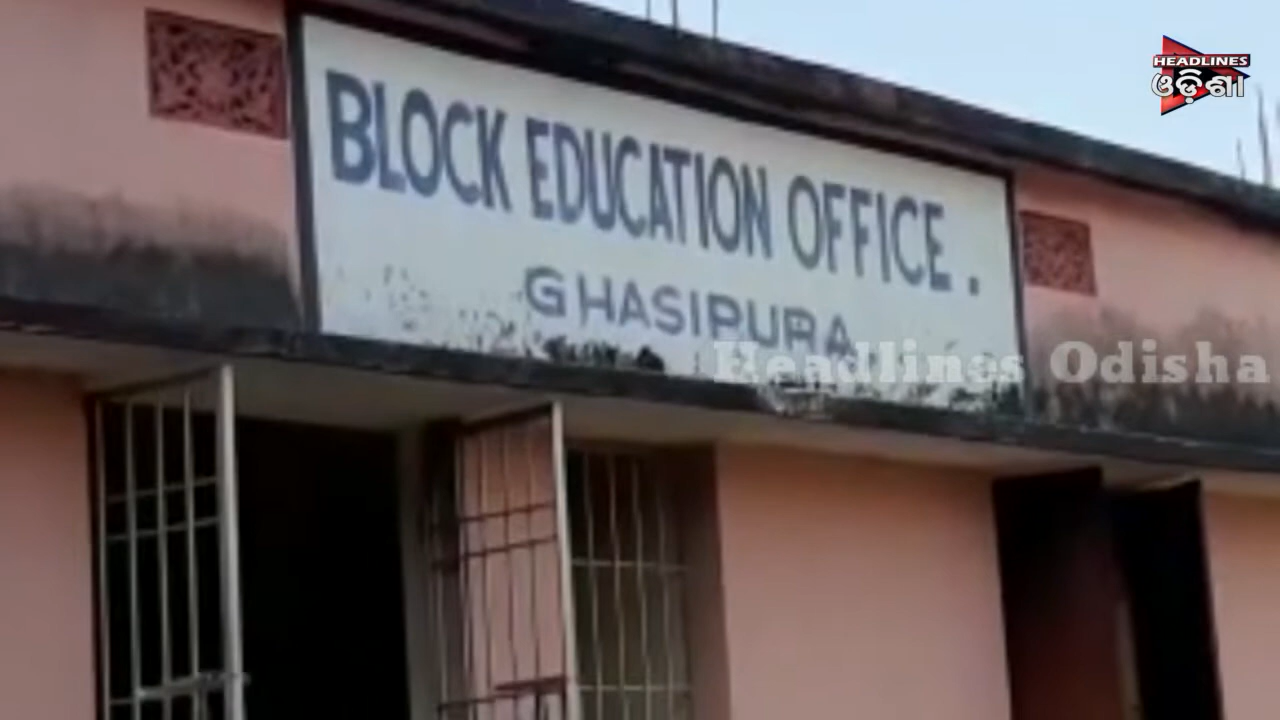 HEADLINES
ଓଡ଼ିଶା
BLOCK EDUCATION OFFICE .
GHASIPURA
Headlines Odisha